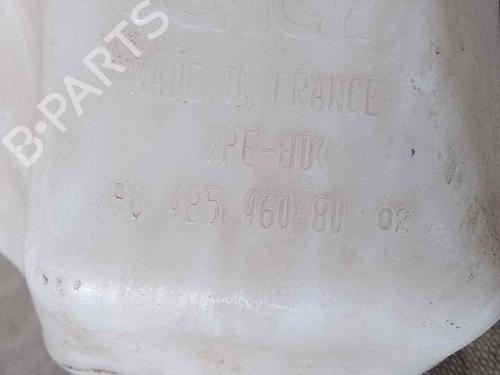 MADE IN FRANCE
>PE-HD<
96 425 460 80 02
B-PARTS